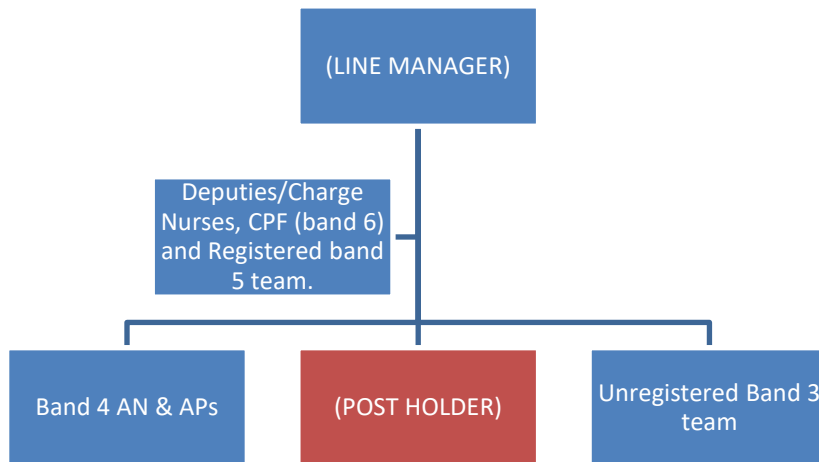 (LINE MANAGER)
Deputies/Charge
Nurses, CPF (band 6)
and Registered band
5 team.
Band 4 AN & APs
(POST HOLDER)
Unregistered Band 3
team